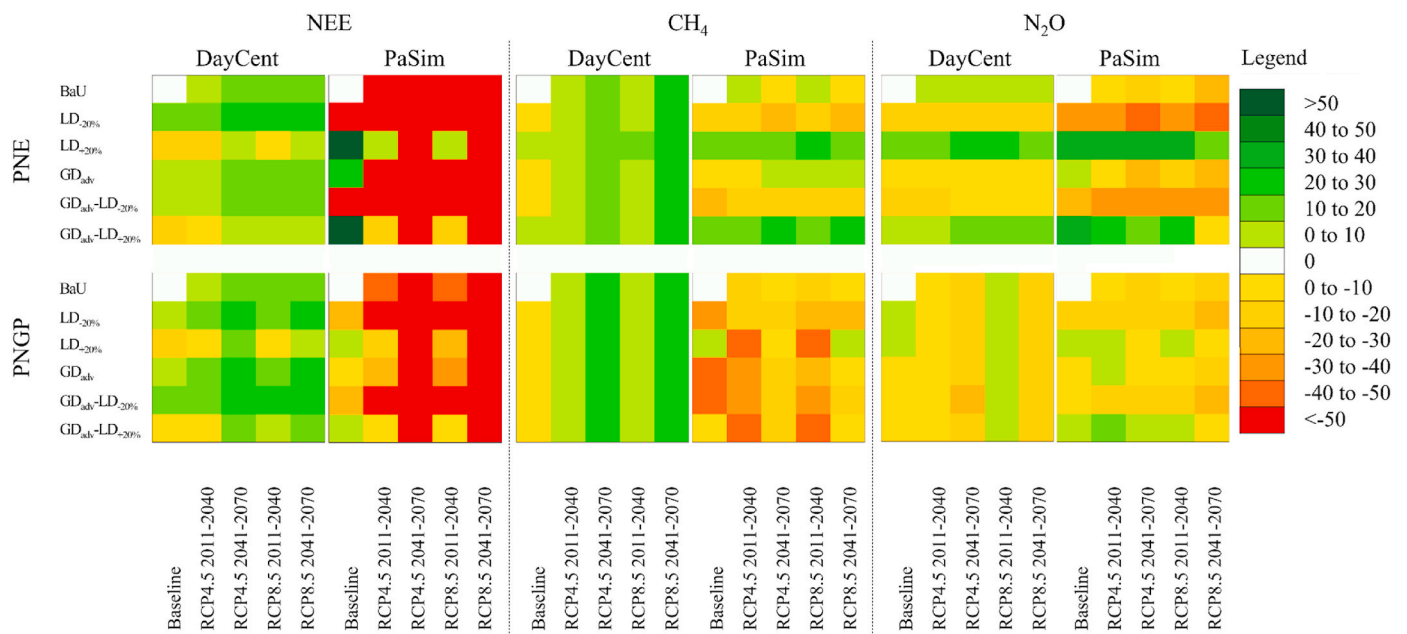 NEE CH₄ N₂O
DayCent PaSim DayCent PaSim DayCent PaSim Legend
PNE
BaU
LD-20%
LD+20%
GDadv
GDadv-LD-20%
GDadv-LD+20%
PNGP
BaU
LD-20%
LD+20%
GDadv
GDadv-LD-20%
GDadv-LD+20%
>50
40 to 50
30 to 40
20 to 30
10 to 20
0 to 10
0
0 to -10
-10 to -20
-20 to -30
-30 to -40
-40 to -50
<-50
Baseline
RCP4.5 2011-2040
RCP4.5 2041-2070
RCP8.5 2011-2040
RCP8.5 2041-2070
Baseline
RCP4.5 2011-2040
RCP4.5 2041-2070
RCP8.5 2011-2040
RCP8.5 2041-2070
Baseline
RCP4.5 2011-2040
RCP4.5 2041-2070
RCP8.5 2011-2040
RCP8.5 2041-2070
Baseline
RCP4.5 2011-2040
RCP4.5 2041-2070
RCP8.5 2011-2040
RCP8.5 2041-2070
Baseline
RCP4.5 2011-2040
RCP4.5 2041-2070
RCP8.5 2011-2040
RCP8.5 2041-2070
Baseline
RCP4.5 2011-2040
RCP4.5 2041-2070
RCP8.5 2011-2040
RCP8.5 2041-2070